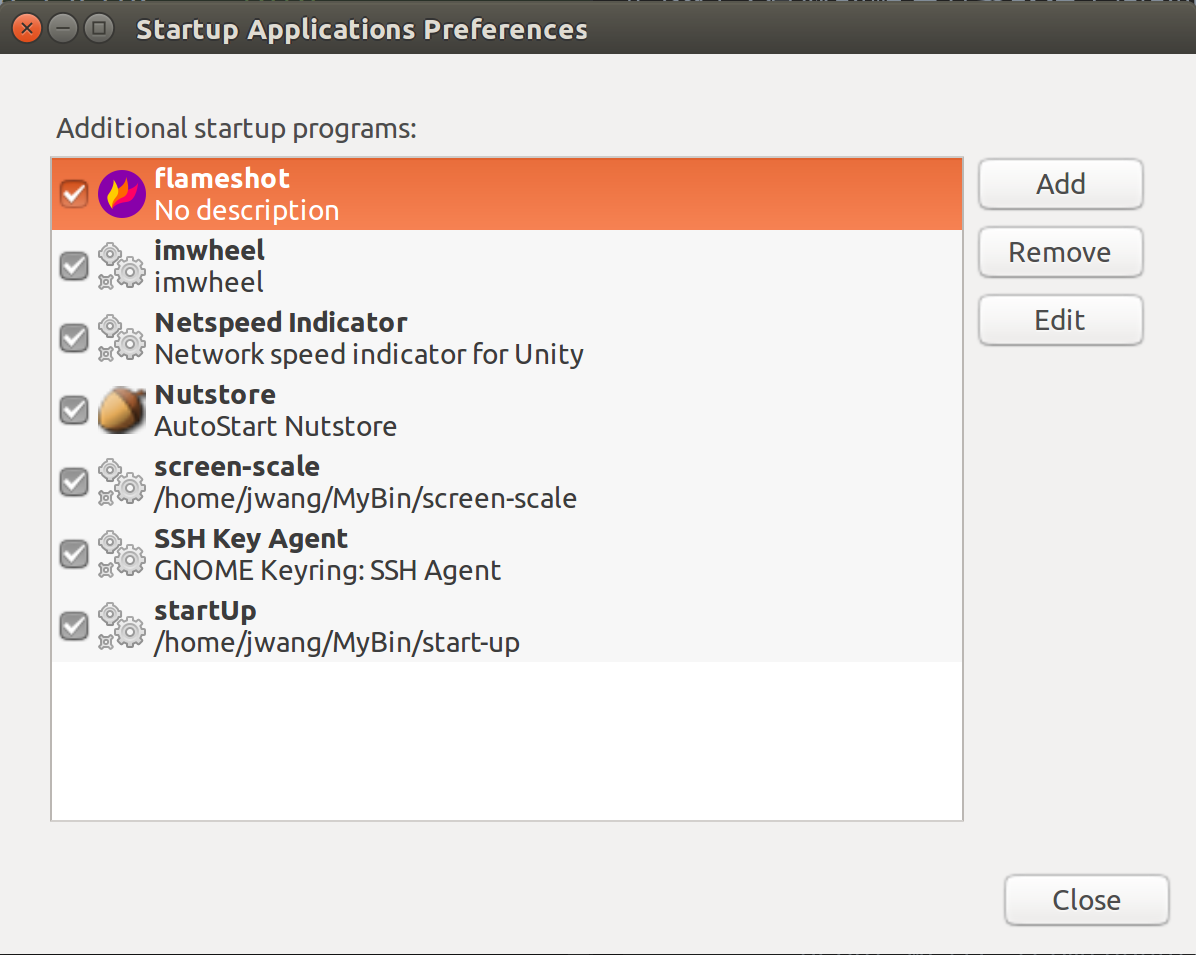 Startup Applications Preferences
Additional startup programs:
flameshot
No description
imwheel
imwheel
Netspeed Indicator
Network speed indicator for Unity
Nutstore
AutoStart Nutstore
screen-scale
/home/jwang/MyBin/screen-scale
SSH Key Agent
GNOME Keyring: SSH Agent
startUp
/home/jwang/MyBin/start-up
Add
Remove
Edit
Close